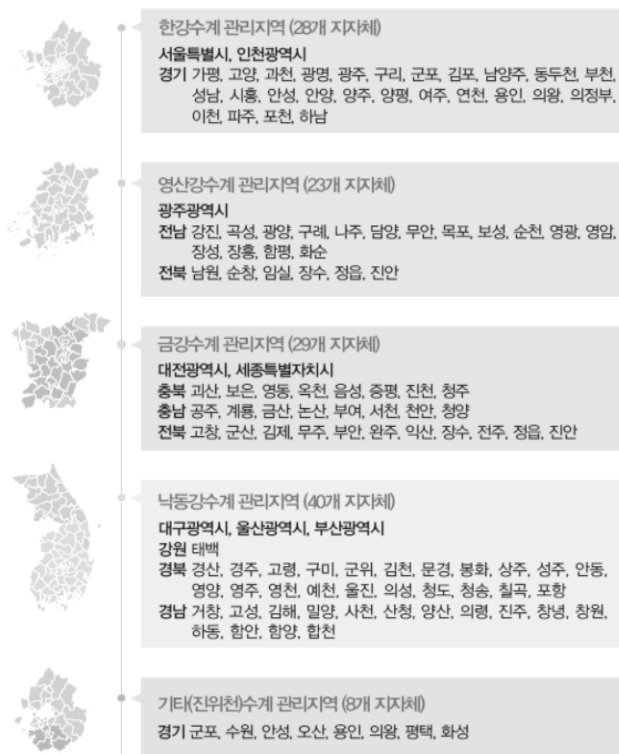 한강수계 관리지역 (28개 지자체)
서울특별시, 인천광역시
경기 가평, 고양, 과천, 광명, 광주, 구리, 군포, 김포, 남양주, 동두천, 부천,
성남, 시흥, 안성, 안양, 양주, 양평, 여주, 연천, 용인, 의왕, 의정부,
이천, 파주, 포천, 하남
영산강수계 관리지역 (23개 지자체)
광주광역시
전남 강진, 곡성, 광양, 구례, 나주, 담양, 무안, 목포, 보성, 순천, 영광, 영암,
장성, 장흥, 함평, 화순
전북 남원, 순창, 임실, 장수, 정읍, 진안
금강수계 관리지역 (29개 지자체)
대전광역시, 세종특별자치시
충북 괴산, 보은, 영동, 옥천, 음성, 증평, 진천, 청주
충남 공주, 계룡, 금산, 논산, 부여, 서천, 천안, 청양
전북 고창, 군산, 김제, 무주, 부안, 완주, 익산, 장수, 전주, 정읍, 진안
낙동강수계 관리지역 (40개 지자체)
대구광역시, 울산광역시, 부산광역시
강원 태백
경북 경산, 경주, 고령, 구미, 군위, 김천, 문경, 봉화, 상주, 성주, 안동,
영양, 영주, 영천, 예천, 울진, 의성, 청도, 청송, 칠곡, 포항
경남 거창, 고성, 김해, 밀양, 사천, 산청, 양산, 의령, 진주, 창녕, 창원,
하동, 함안, 함양, 합천
기타(진위천)수계 관리지역 (8개 지자체)
경기 군포, 수원, 안성, 오산, 용인, 의왕, 평택, 화성